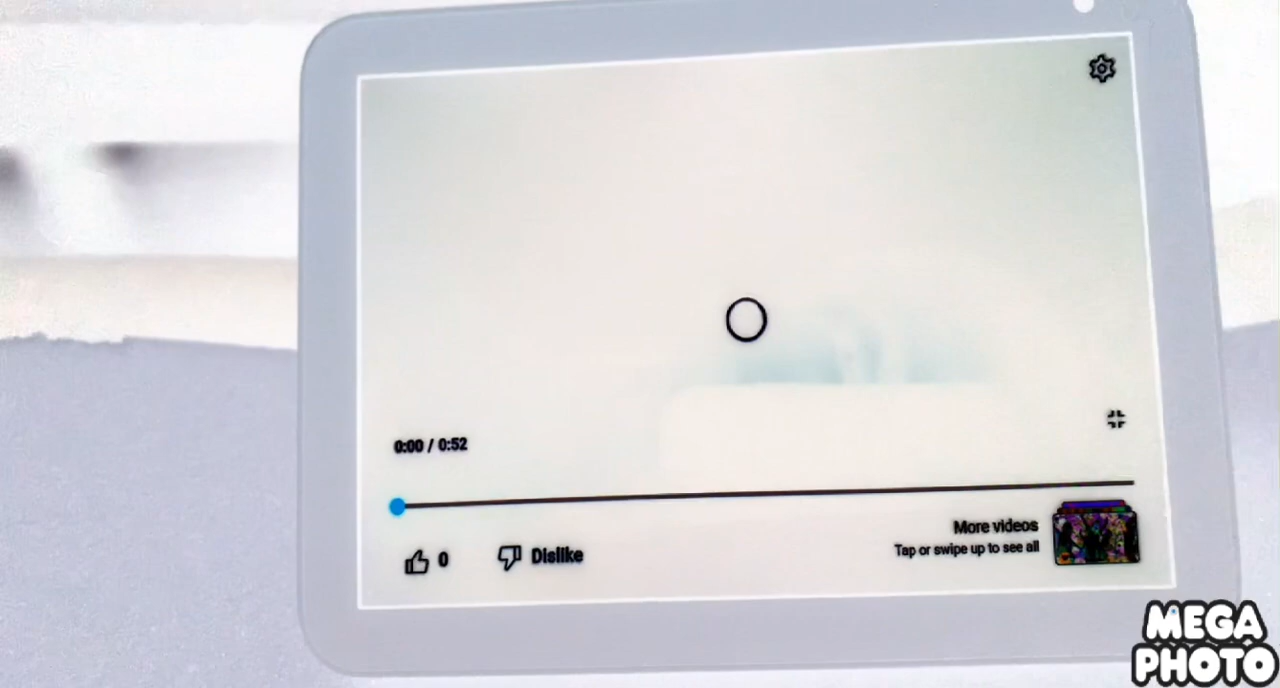 0:00 / 0:52
0
Dislike
More videos
Tap or swipe up to see all
MEGA
PHOTO